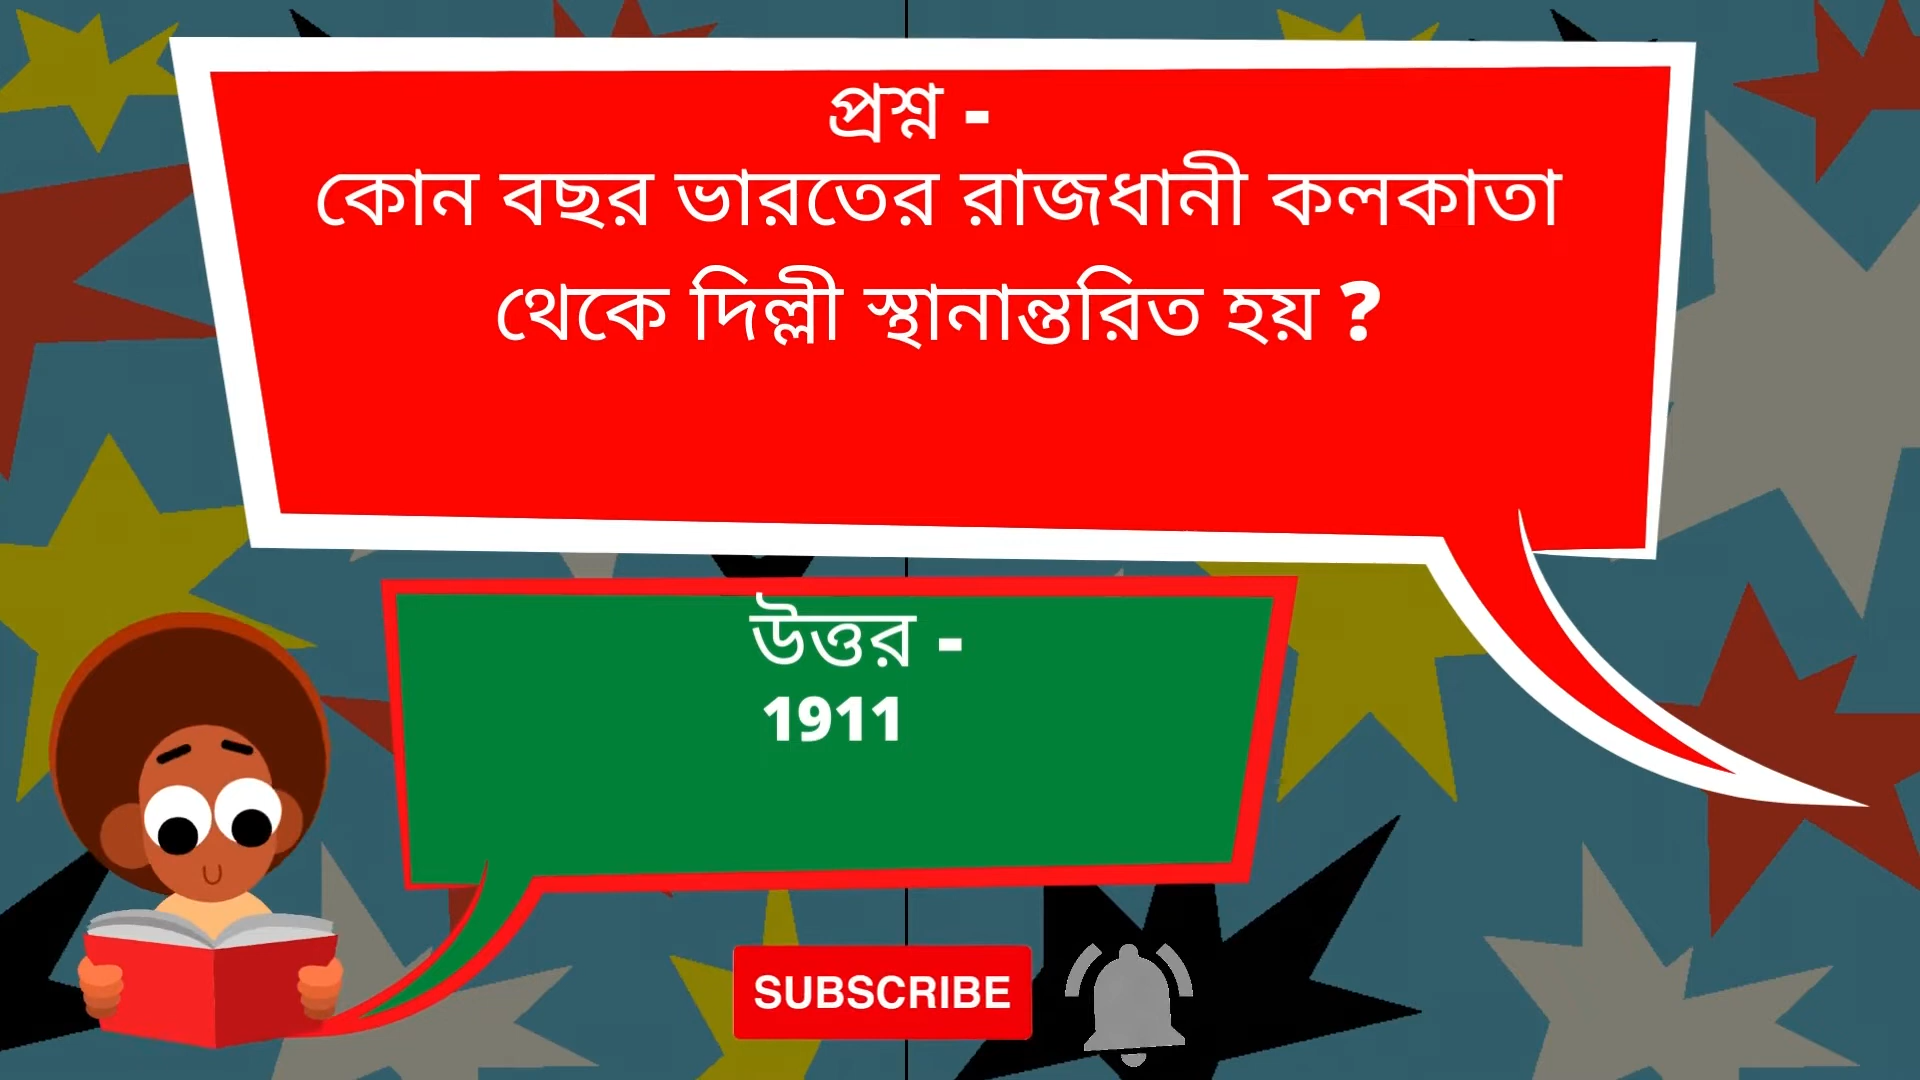 প্রশ্ন -
কোন বছর ভারতের রাজধানী কলকাতা
থেকে দিল্লী স্থানান্তরিত হয় ?
উত্তর -
1911
SUBSCRIBE